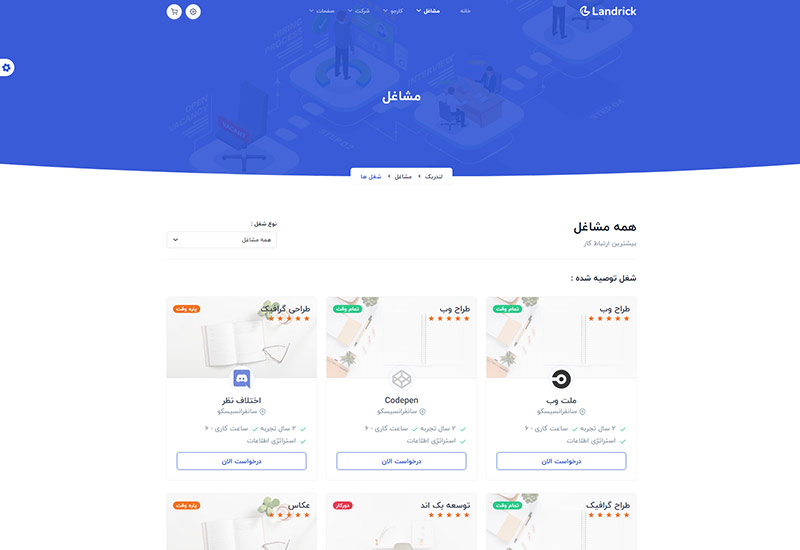 Landrick
خانه
مشاغل
کارجو
شرکت
صفحات
مشاغل
لندریک
مشاغل
شغل ها
همه مشاغل
بیشترین ارتباط کار
نوع شغل :
همه مشاغل
شغل توصیه شده :
طراح وب
تمام وقت
ملت وب
سانفرانسیسکو
۲ سال تجربه
ساعت کاری - ۶
استراتژی اطلاعات
درخواست الان
طراح وب
تمام وقت
Codepen
سانفرانسیسکو
۲ سال تجربه
ساعت کاری - ۶
استراتژی اطلاعات
درخواست الان
طراحی گرافیک
پاره وقت
اختلاف نظر
سانفرانسیسکو
۲ سال تجربه
ساعت کاری - ۶
استراتژی اطلاعات
درخواست الان
طراح گرافیک
تمام وقت
توسعه بک اند
دورکار
عکاس
پاره وقت